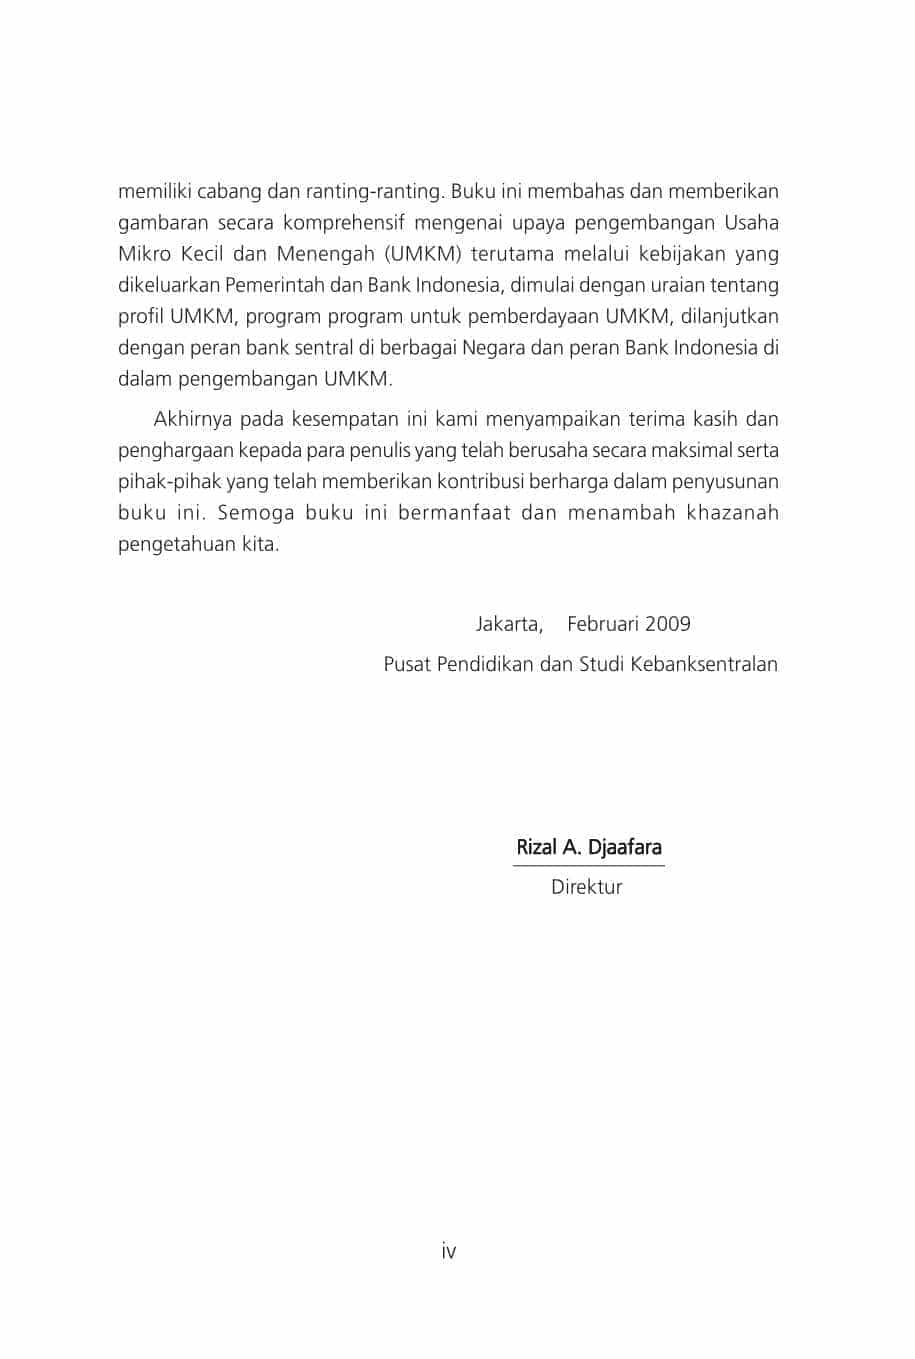 memiliki cabang dan ranting-ranting. Buku ini membahas dan memberikan
gambaran secara komprehensif mengenai upaya pengembangan Usaha
Mikro Kecil dan Menengah (UMKM) terutama melalui kebijakan yang
dikeluarkan Pemerintah dan Bank Indonesia, dimulai dengan uraian tentang
profil UMKM, program program untuk pemberdayaan UMKM, dilanjutkan
dengan peran bank sentral di berbagai Negara dan peran Bank Indonesia di
dalam pengembangan UMKM.
Akhirnya pada kesempatan ini kami menyampaikan terima kasih dan
penghargaan kepada para penulis yang telah berusaha secara maksimal serta
pihak-pihak yang telah memberikan kontribusi berharga dalam penyusunan
buku ini. Semoga buku ini bermanfaat dan menambah khazanah
pengetahuan kita.
Jakarta, Februari 2009
Pusat Pendidikan dan Studi Kebanksentralan
Rizal A. Djaafara
Direktur
iv